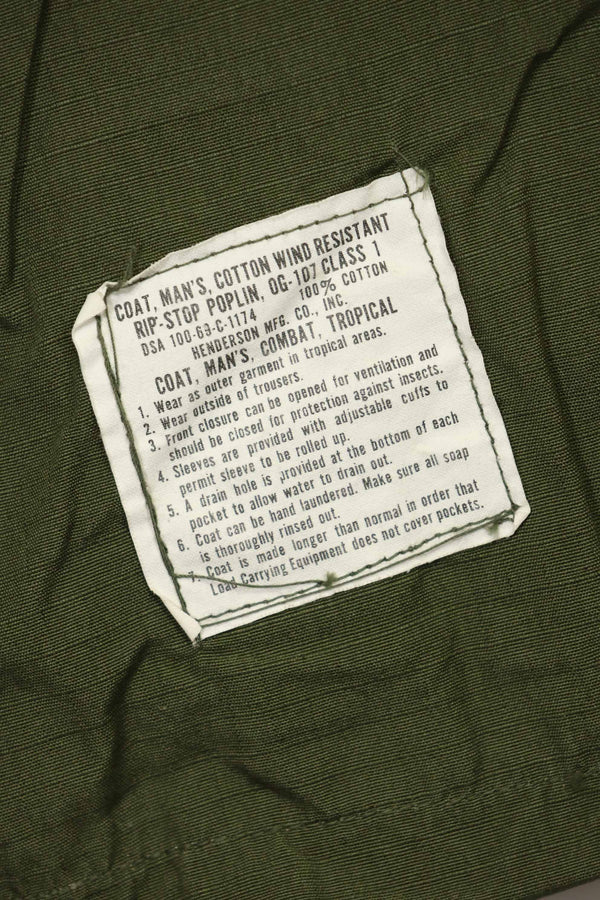 COAT, MAN'S, COTTON WIND RESISTANT
RIP-STOP POPLIN, OG-107 CLASS 1
DSA 100-69-C-1174 100% COTTON
HENDERSON MFG. CO., INC.
COAT, MAN'S, COMBAT, TROPICAL
1. Wear as outer garment in tropical areas.
2. Wear outside of trousers.
3. Front closure can be opened for ventilation and
should be closed for protection against insects.
4. Sleeves are provided with adjustable cuffs to
permit sleeve to be rolled up.
5. A drain hole is provided at the bottom of each
pocket to allow water to drain out.
6. Coat can be hand laundered. Make sure all soap
is thoroughly rinsed out.
7. Coat is made longer than normal in order that
Load Carrying Equipment does not cover pockets.